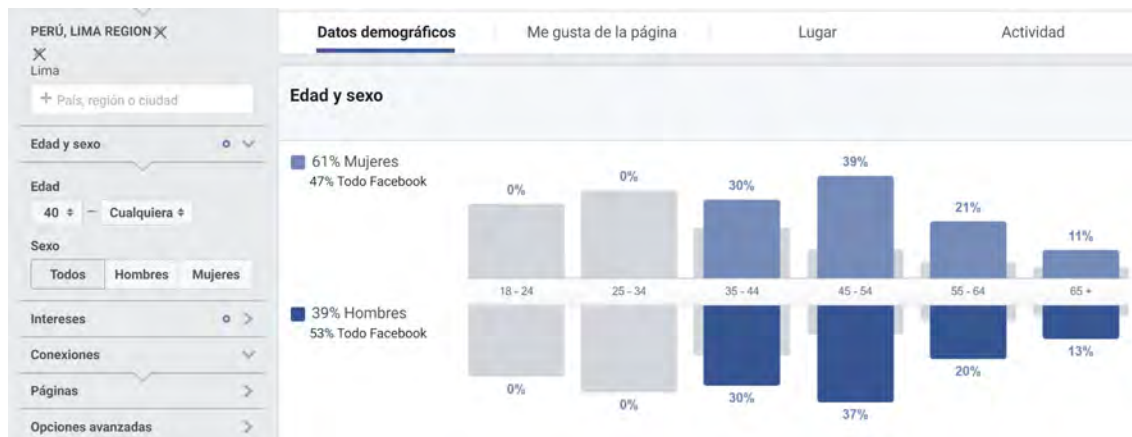 PERÚ, LIMA REGION
Lima
+ País, región o ciudad
Edad y sexo
Edad
40 – Cualquiera
Sexo
Todos Hombres Mujeres
Intereses
Conexiones
Páginas
Opciones avanzadas
Datos demográficos Me gusta de la página Lugar Actividad
Edad y sexo
61% Mujeres
47% Todo Facebook
0% 0% 30% 39% 21% 11%
18 - 24 25 - 34 35 - 44 45 - 54 55 - 64 65 +
39% Hombres
53% Todo Facebook
0% 0% 30% 37% 20% 13%